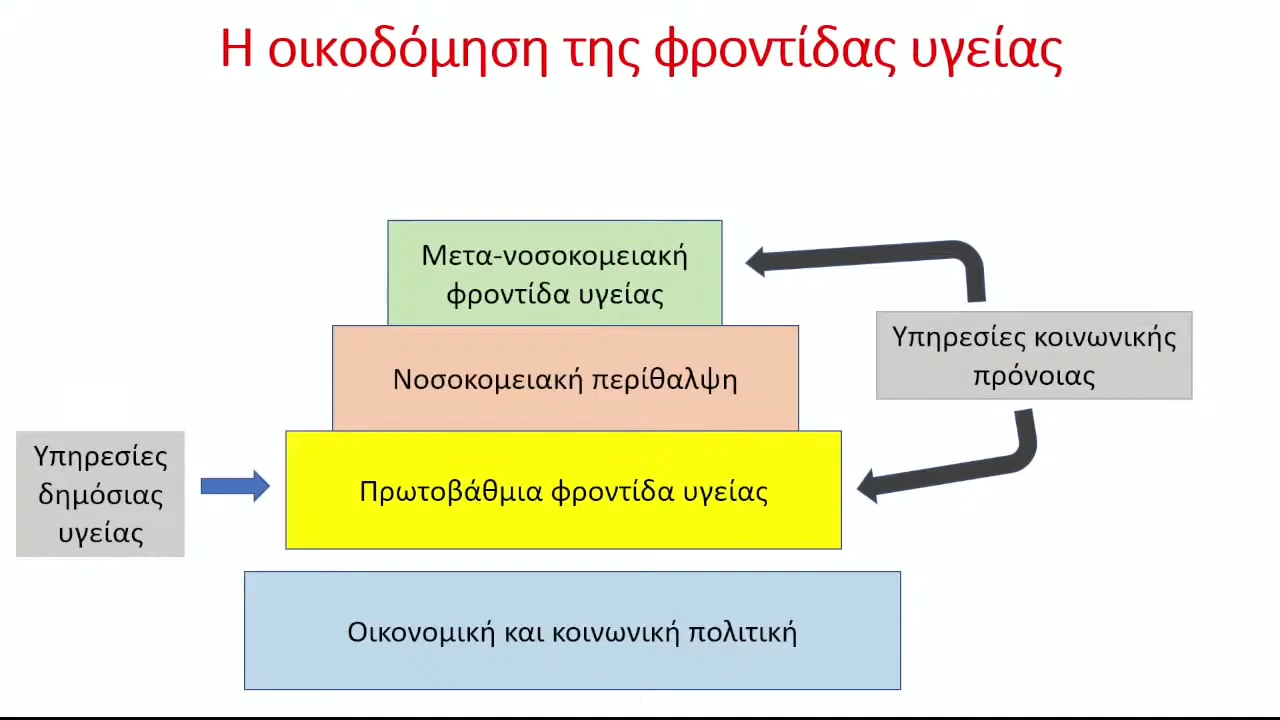 Η οικοδόμηση της φροντίδας υγείας
Μετα-νοσοκομειακή
φροντίδα υγείας
Υπηρεσίες κοινωνικής
πρόνοιας
Νοσοκομειακή περίθαλψη
Υπηρεσίες
δημόσιας
υγείας
Πρωτοβάθμια φροντίδα υγείας
Οικονομική και κοινωνική πολιτική